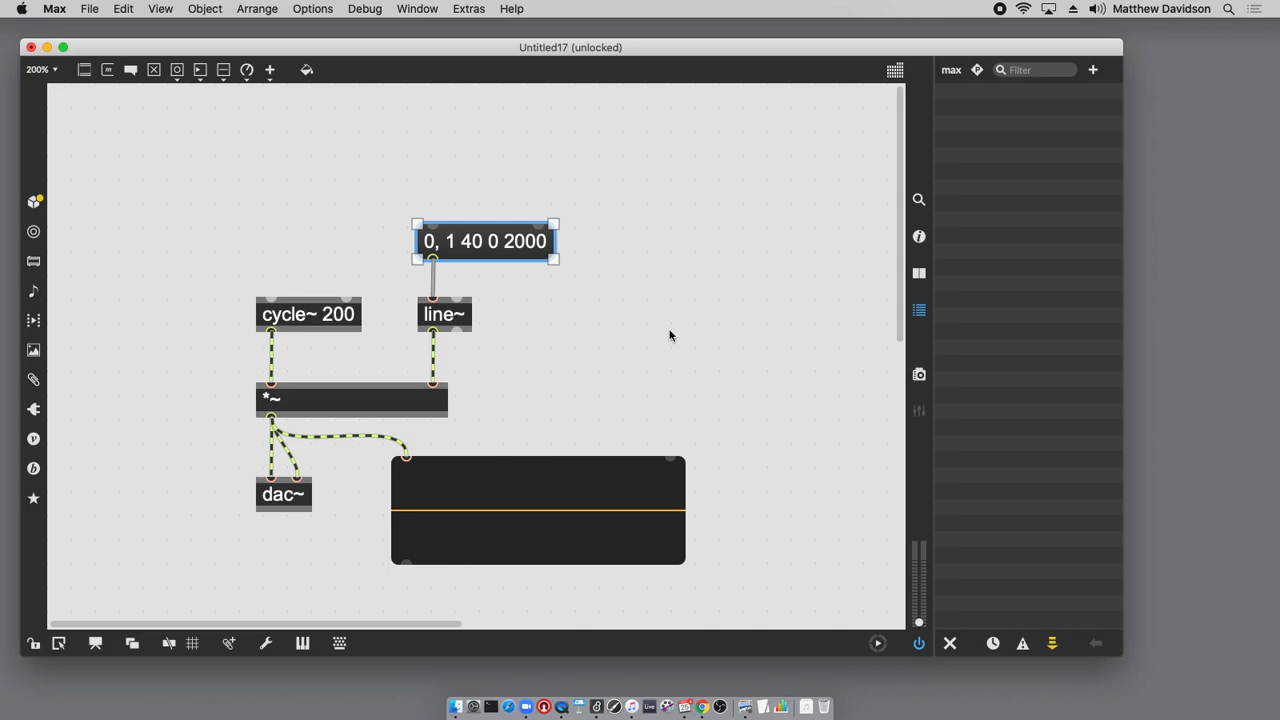 Max File Edit View Object Arrange Options Debug Window Extras Help Matthew Davidson
Untitled17 (unlocked)
200% max Filter
0, 1 40 0 2000
cycle~ 200 line~
*~
dac~